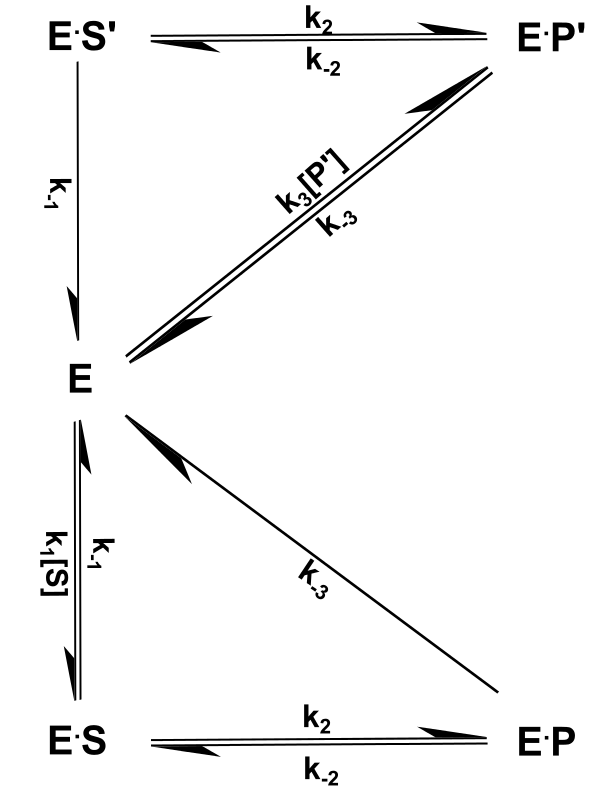 E·S'
k₂
k₋₂
E·P'
k₋₁
k₃[P']
k₋₃
E
k₁[S]
k₋₁
k₋₃
E·S
k₂
k₋₂
E·P